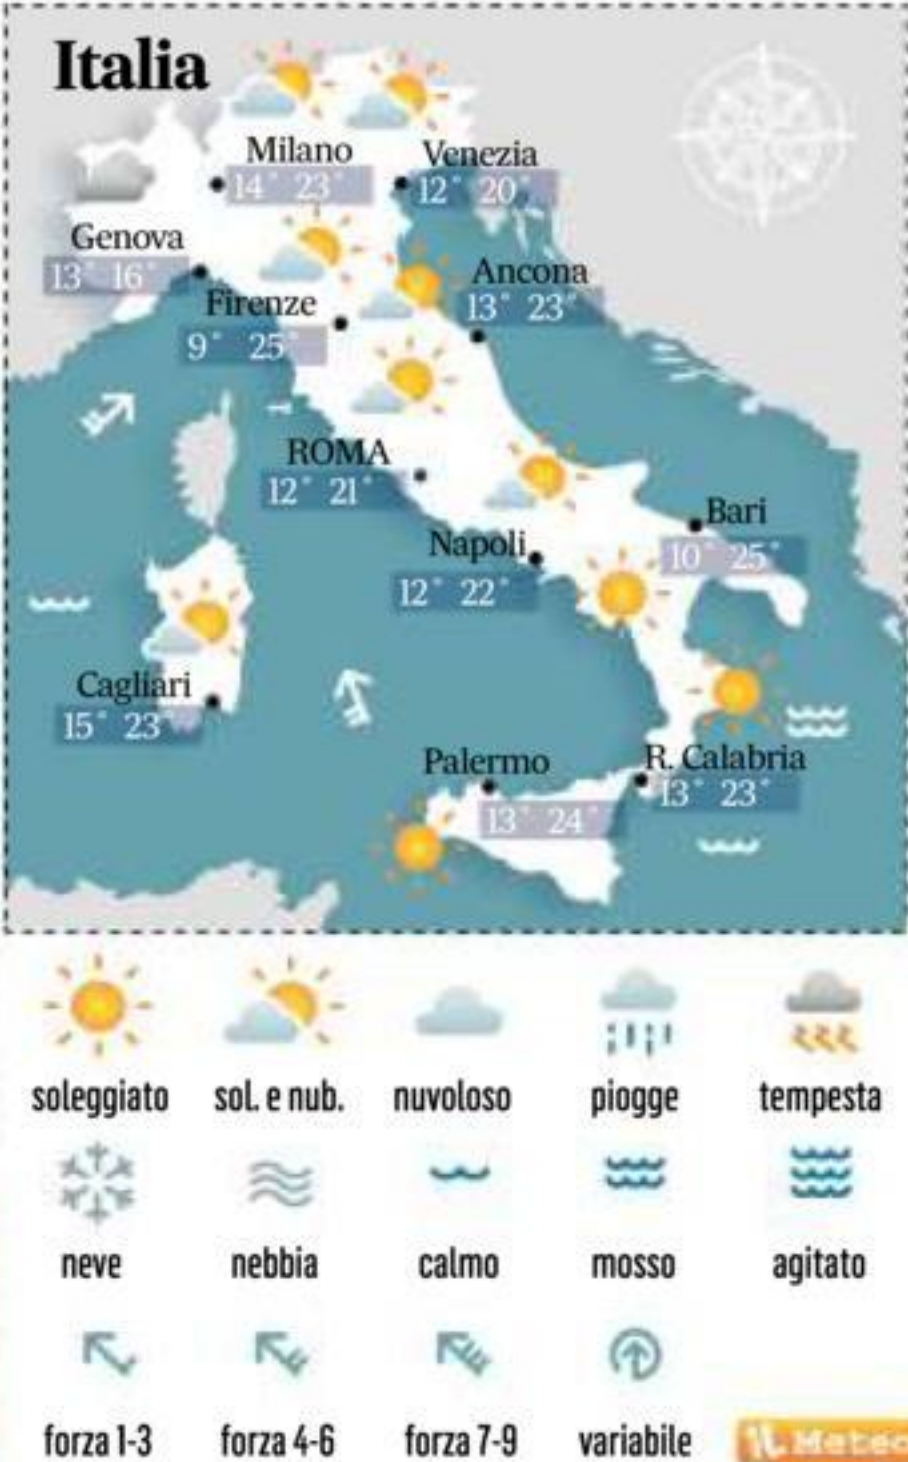 Italia
Milano
14° 23°
Venezia
12° 20°
Genova
13° 16°
Firenze
9° 25°
Ancona
13° 23°
ROMA
12° 21°
Napoli
12° 22°
Bari
10° 25°
Cagliari
15° 23°
Palermo
13° 24°
R. Calabria
13° 23°
soleggiato sol. e nub. nuvoloso piogge tempesta
neve nebbia calmo mosso agitato
forza 1-3 forza 4-6 forza 7-9 variabile
Meteo